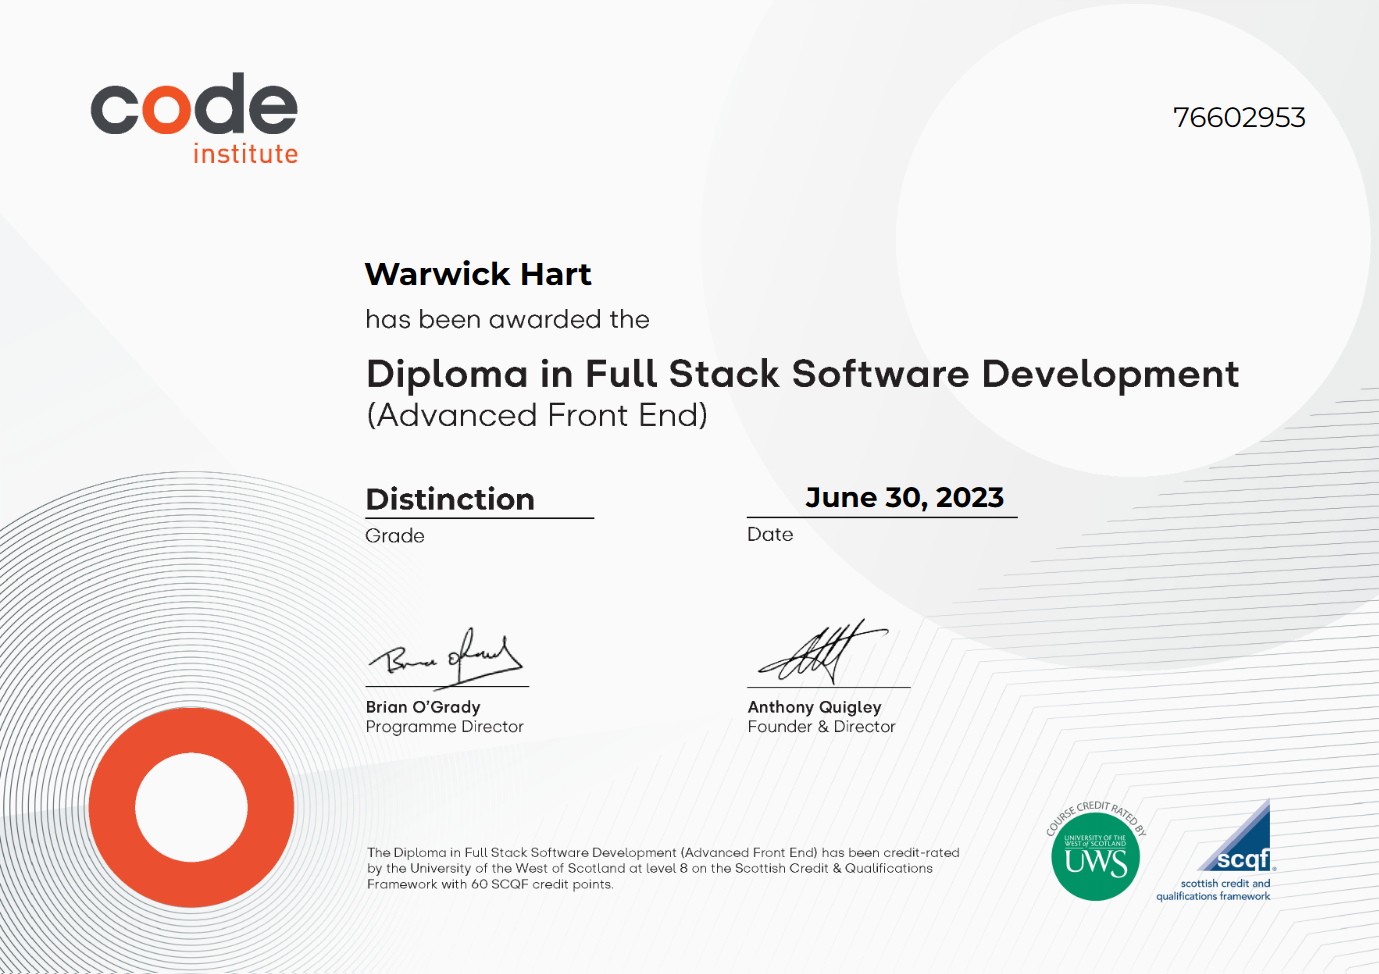 code
institute
76602953
Warwick Hart
has been awarded the
Diploma in Full Stack Software Development
(Advanced Front End)
Distinction
Grade
June 30, 2023
Date
Brian O'Grady
Programme Director
Anthony Quigley
Founder & Director
The Diploma in Full Stack Software Development (Advanced Front End) has been credit-rated
by the University of the West of Scotland at level 8 on the Scottish Credit & Qualifications
Framework with 60 SCQF credit points.
COURSE CREDIT RATED BY
UNIVERSITY OF THE
WEST of SCOTLAND
UWS
scqf
scottish credit and
qualifications framework